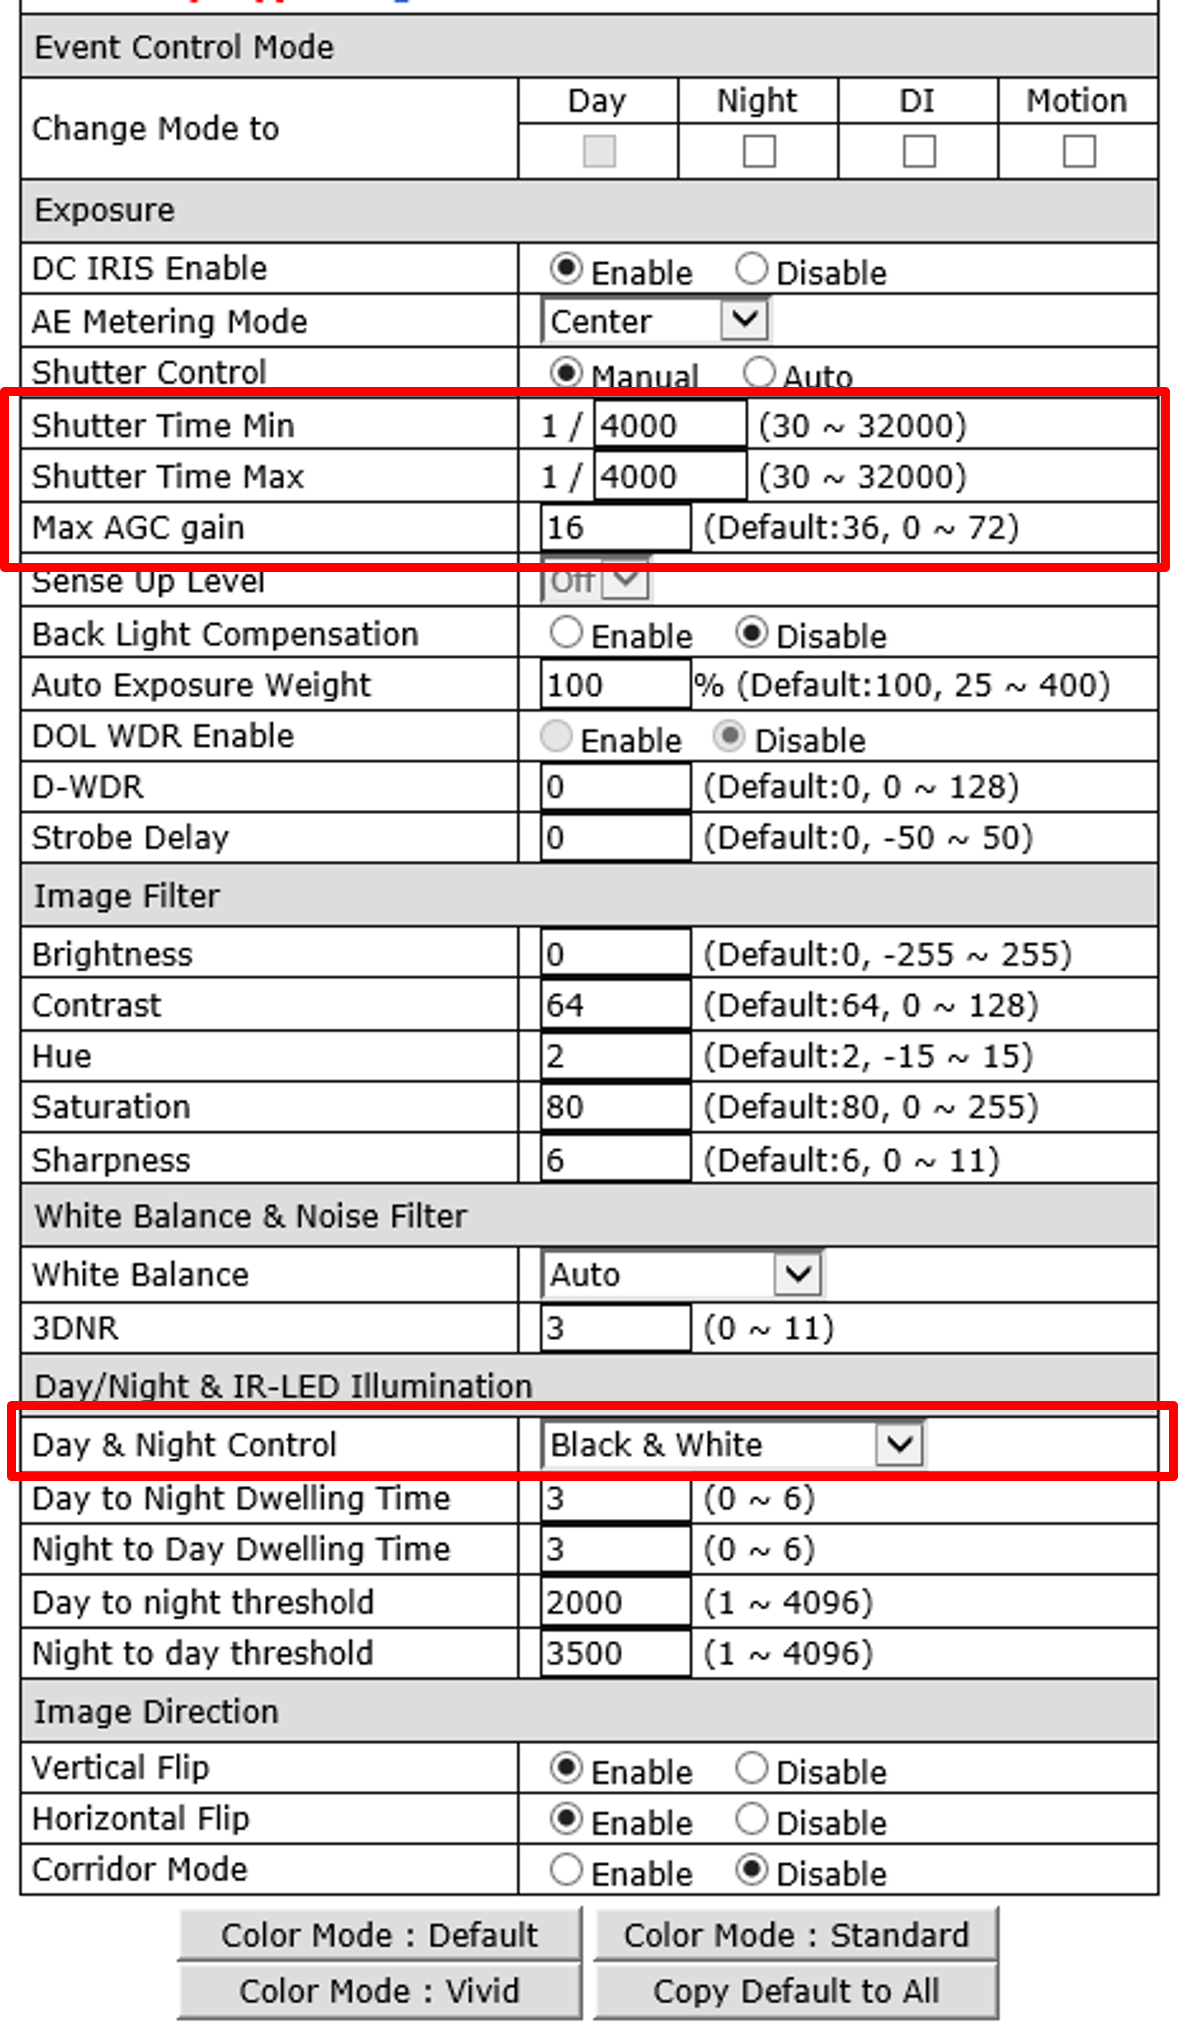 Event Control Mode
Change Mode to Day Night DI Motion
Exposure
DC IRIS Enable Enable Disable
AE Metering Mode Center
Shutter Control Manual Auto
Shutter Time Min 1 / 4000 (30 ~ 32000)
Shutter Time Max 1 / 4000 (30 ~ 32000)
Max AGC gain 16 (Default:36, 0 ~ 72)
Sense Up Level Off
Back Light Compensation Enable Disable
Auto Exposure Weight 100 % (Default:100, 25 ~ 400)
DOL WDR Enable Enable Disable
D-WDR 0 (Default:0, 0 ~ 128)
Strobe Delay 0 (Default:0, -50 ~ 50)
Image Filter
Brightness 0 (Default:0, -255 ~ 255)
Contrast 64 (Default:64, 0 ~ 128)
Hue 2 (Default:2, -15 ~ 15)
Saturation 80 (Default:80, 0 ~ 255)
Sharpness 6 (Default:6, 0 ~ 11)
White Balance & Noise Filter
White Balance Auto
3DNR 3 (0 ~ 11)
Day/Night & IR-LED Illumination
Day & Night Control Black & White
Day to Night Dwelling Time 3 (0 ~ 6)
Night to Day Dwelling Time 3 (0 ~ 6)
Day to night threshold 2000 (1 ~ 4096)
Night to day threshold 3500 (1 ~ 4096)
Image Direction
Vertical Flip Enable Disable
Horizontal Flip Enable Disable
Corridor Mode Enable Disable
Color Mode : Default Color Mode : Standard
Color Mode : Vivid Copy Default to All